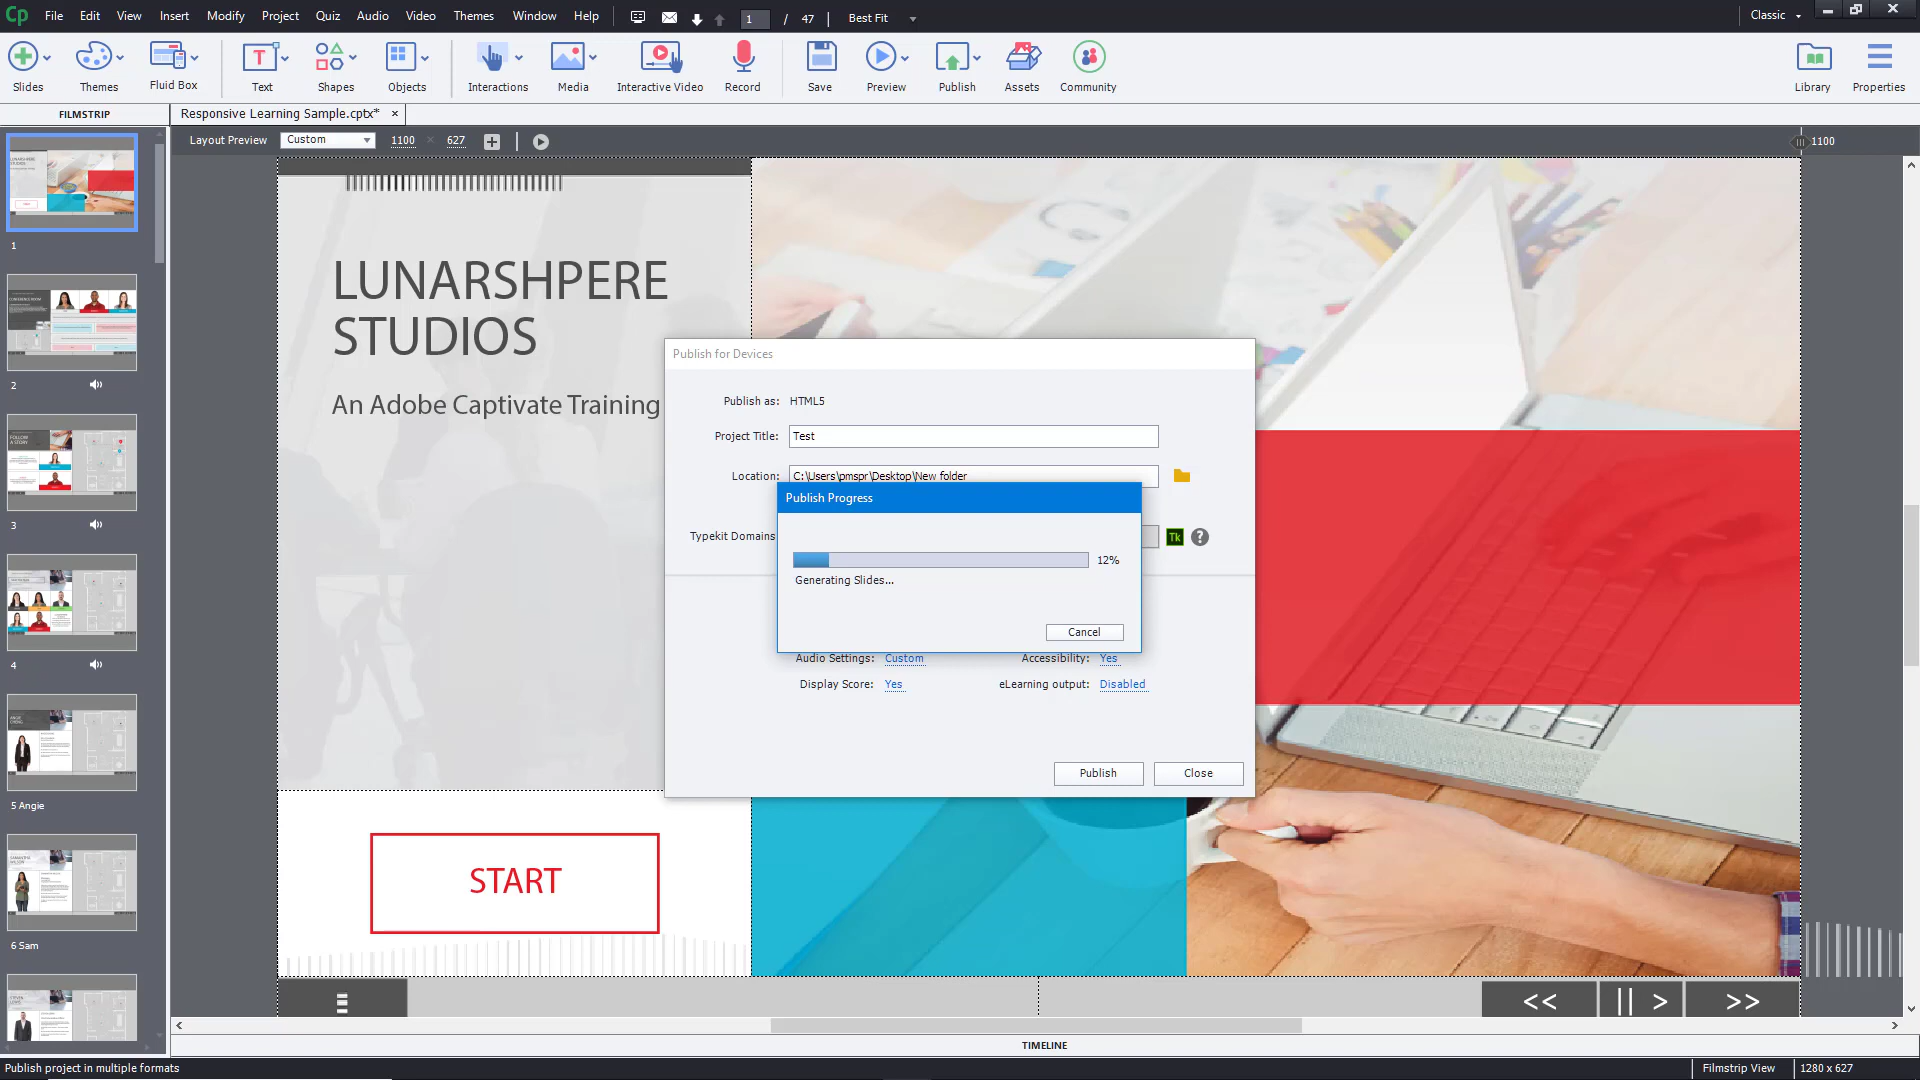 Cp File Edit View Insert Modify Project Quiz Audio Video Themes Window Help 1 / 47 Best Fit Classic
Slides Themes Fluid Box Text Shapes Objects Interactions Media Interactive Video Record Save Preview Publish Assets Community Library Properties
FILMSTRIP Responsive Learning Sample.cptx* ×
Layout Preview Custom 1100 × 627 1100
1
2
3
4
5 Angie
6 Sam
LUNARSHPERE
STUDIOS
An Adobe Captivate Training
START
Publish for Devices
Publish as: HTML5
Project Title: Test
Location: C:\Users\pmspr\Desktop\New folder
Typekit Domains Tk ?
Publish Progress
12%
Generating Slides...
Cancel
Audio Settings: Custom Accessibility: Yes
Display Score: Yes eLearning output: Disabled
Publish Close
<< || > >>
TIMELINE
Publish project in multiple formats Filmstrip View 1280 x 627